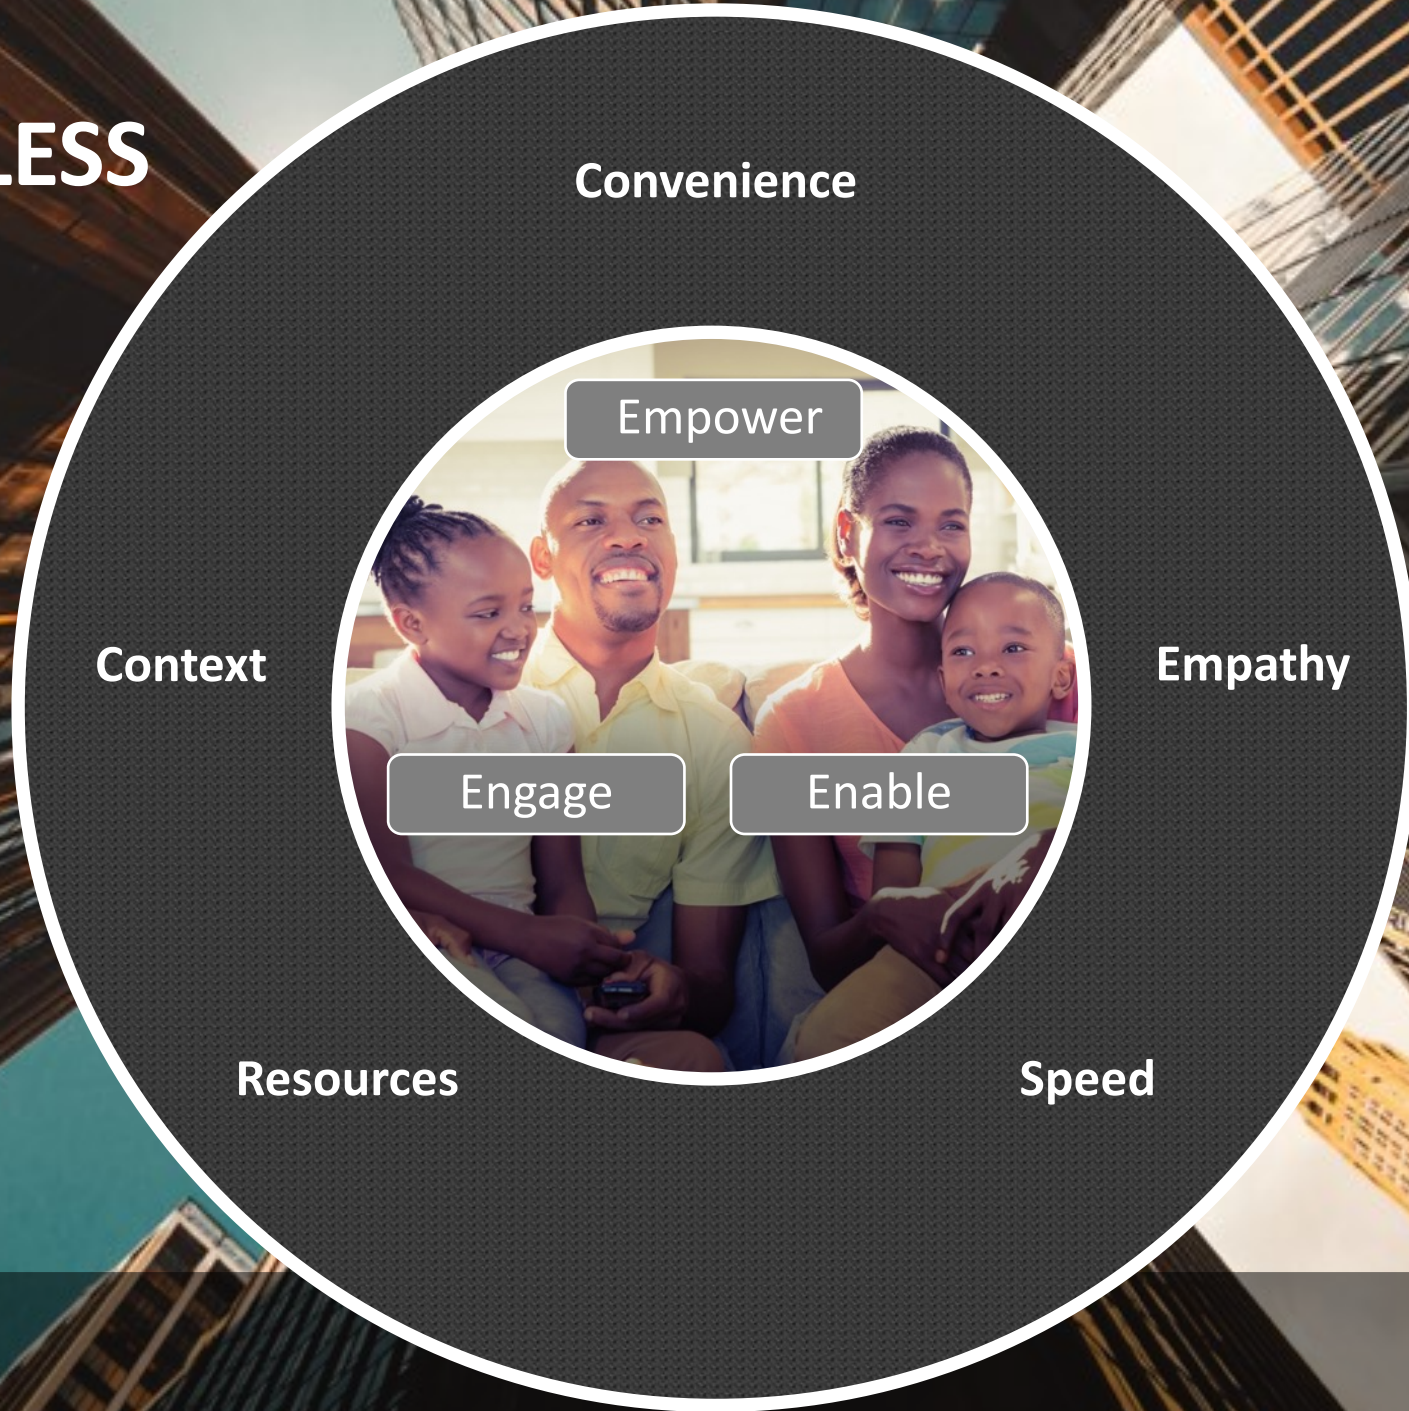 LESS
Convenience
Empower
Context
Empathy
Engage
Enable
Resources
Speed